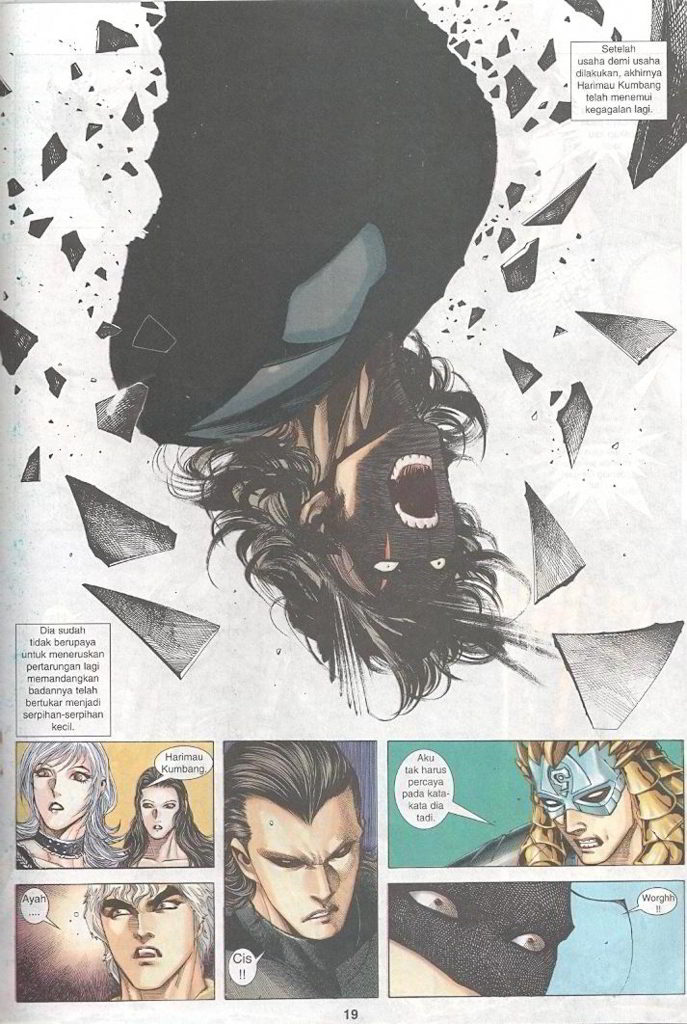 Setelah
usaha demi usaha
dilakukan, akhirnya
Harimau Kumbang
telah menemui
kegagalan lagi.
Dia sudah
tidak berupaya
untuk meneruskan
pertarungan lagi
memandangkan
badannya telah
bertukar menjadi
serpihan-serpihan
kecil.
Harimau
Kumbang.
Ayah
....
Cis
!!
Aku
tak harus
percaya
pada kata-
kata dia
tadi.
Worghh
!!
19